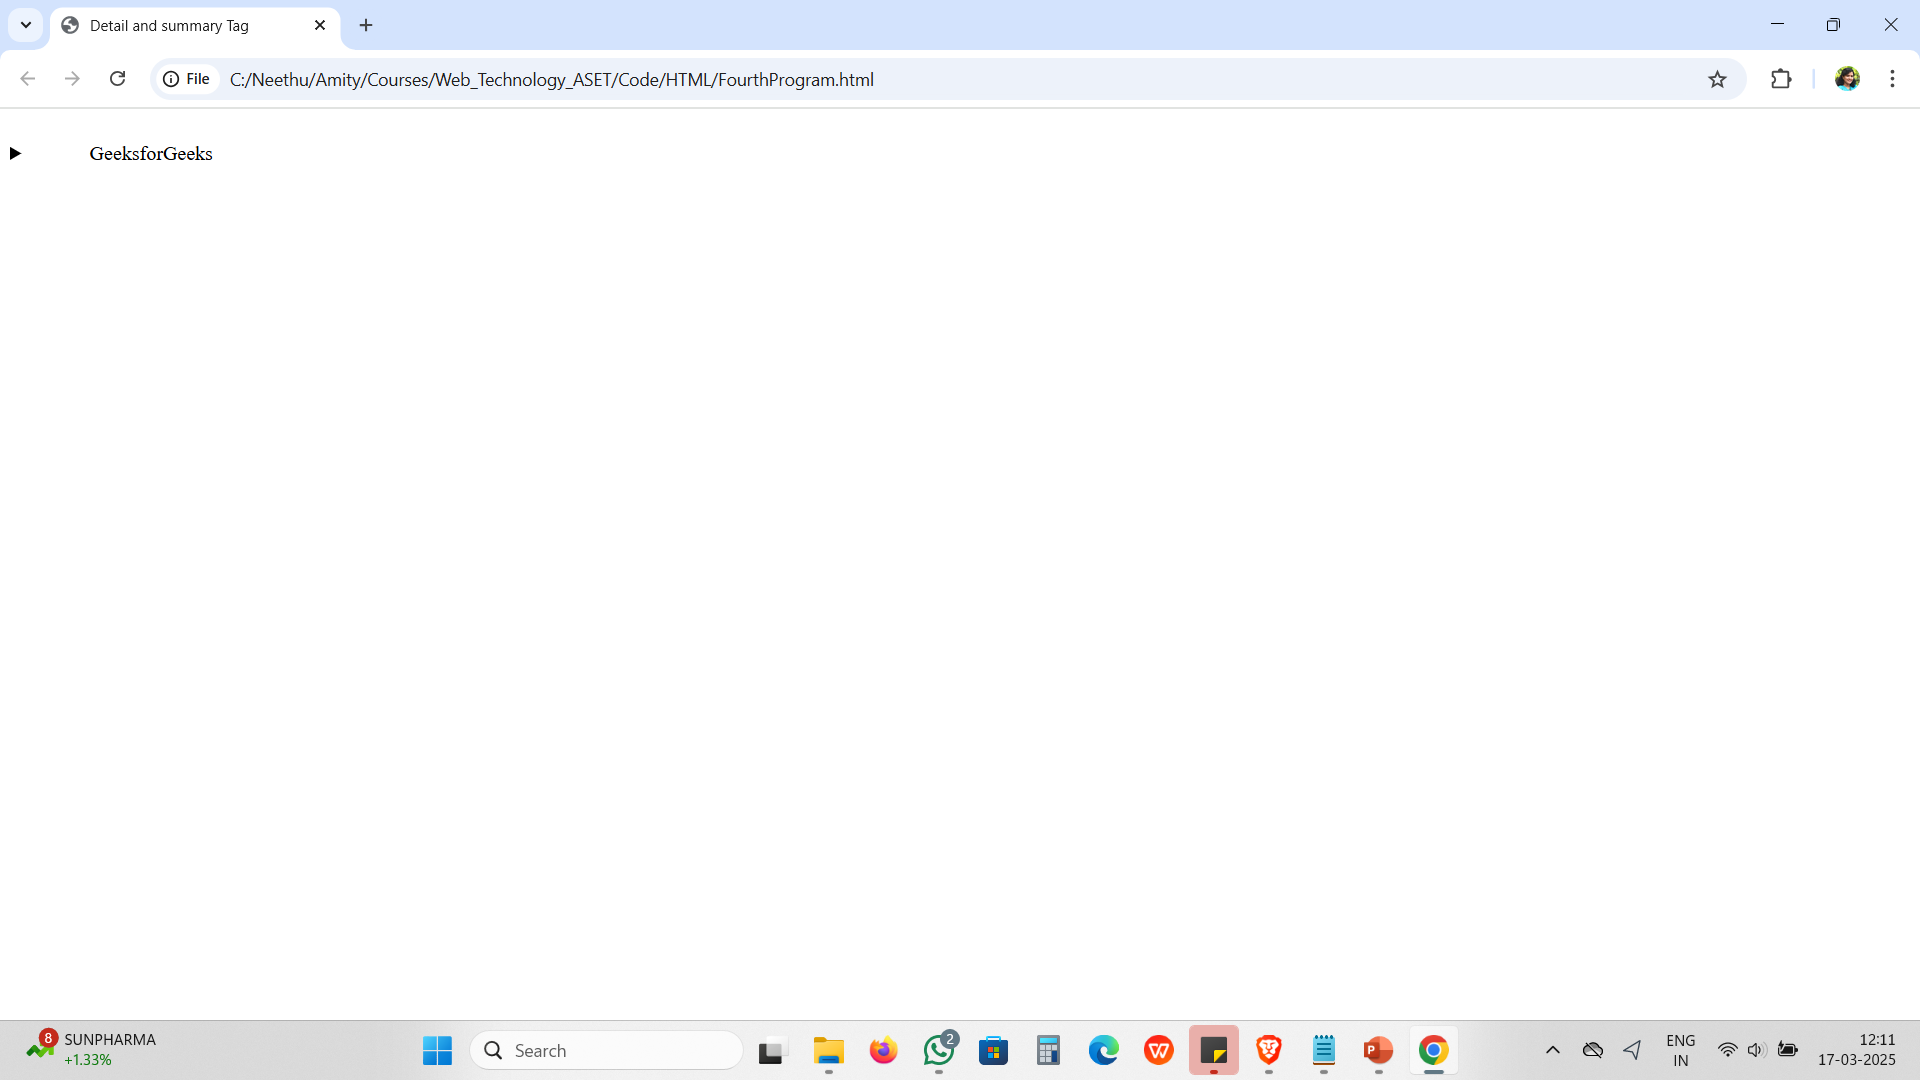 Detail and summary Tag
File
C:/Neethu/Amity/Courses/Web_Technology_ASET/Code/HTML/FourthProgram.html
GeeksforGeeks
8
SUNPHARMA
+1.33%
Search
2
W
P
ENG
IN
12:11
17-03-2025